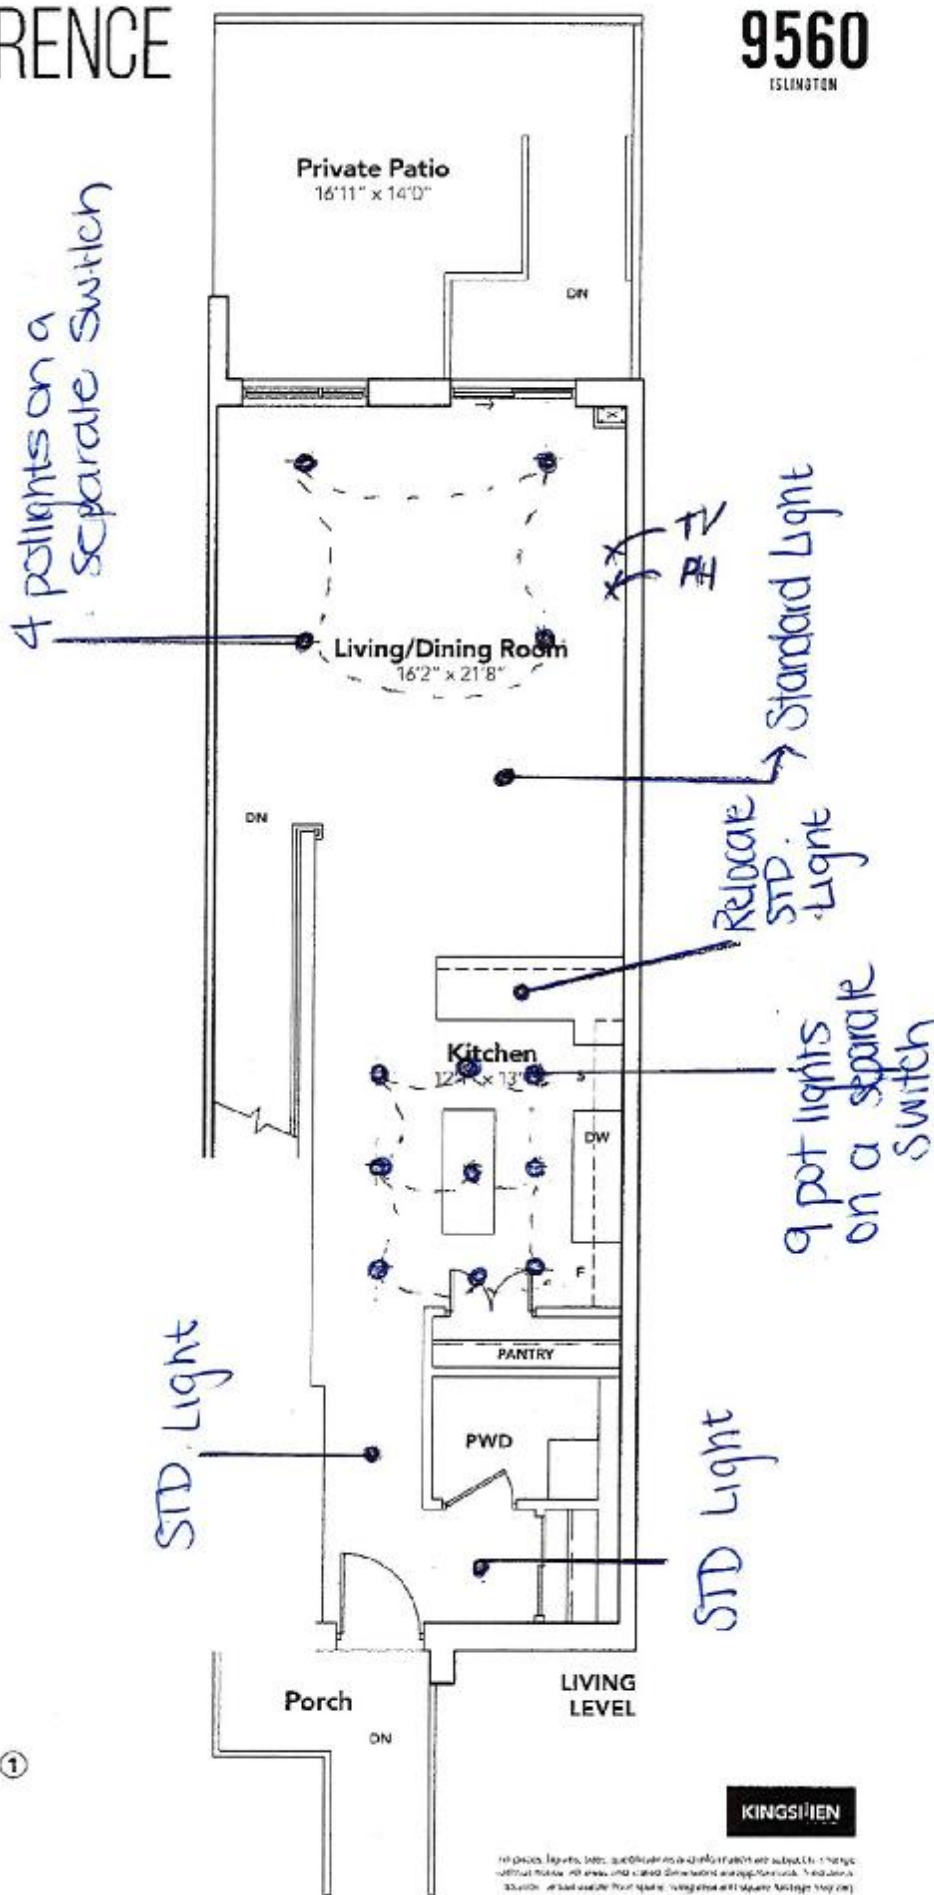 RENCE
9560
ISLINGTON
Private Patio
16'11" x 14'0"
DN
4 potlights on a
separate switch
TV
PH
Standard Light
Living/Dining Room
16'2" x 21'8"
DN
Relocate
STD.
Light
Kitchen
9 pot lights
on a separate
switch
S
DW
F
PANTRY
STD. Light
PWD
STD Light
LIVING
LEVEL
Porch
DN
1